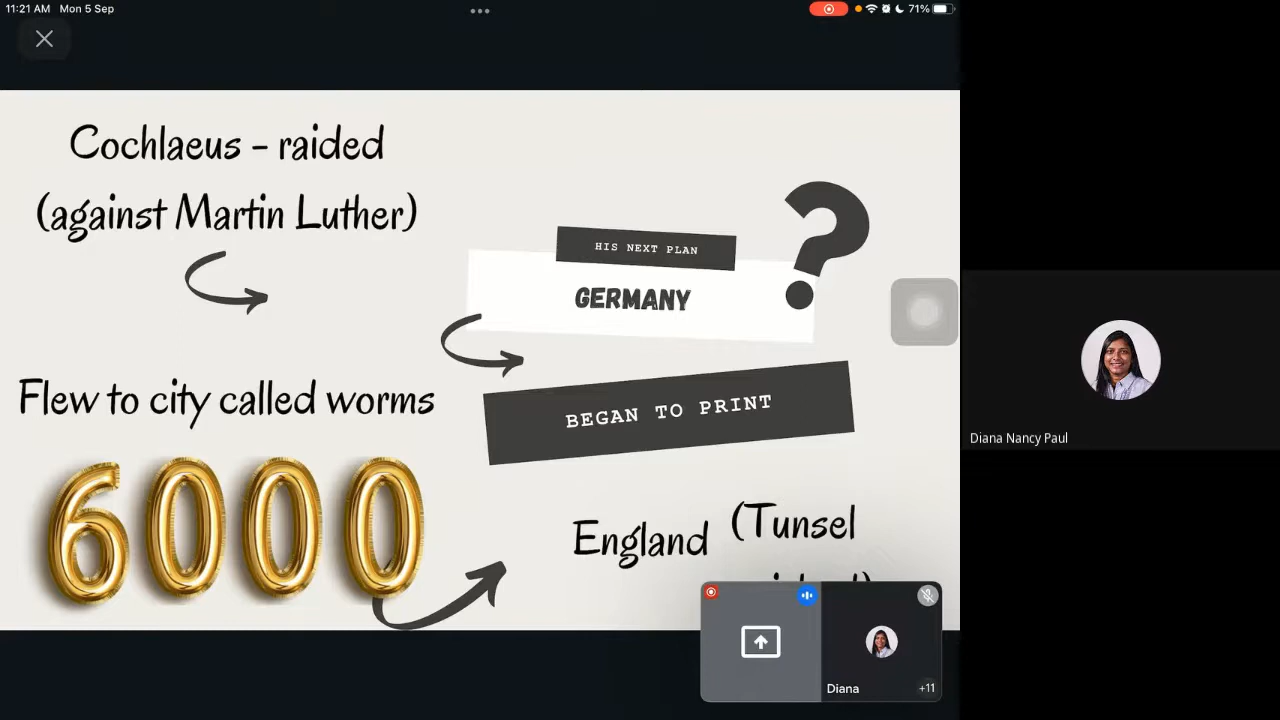 11:21 AM Mon 5 Sep
71%
Cochlaeus - raided
(against Martin Luther)
HIS NEXT PLAN
GERMANY
?
Flew to city called worms
BEGAN TO PRINT
6000
England (Tunsel
Diana +11
Diana Nancy Paul